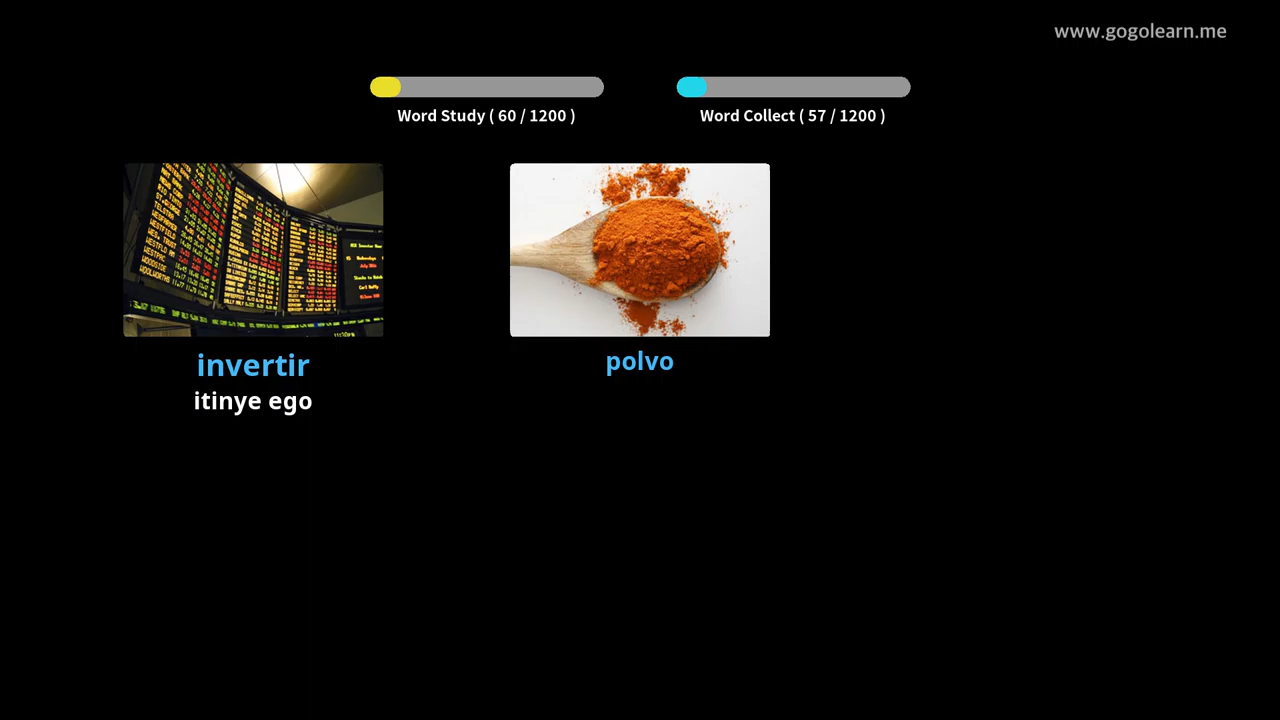 www.gogolearn.me
Word Study ( 60 / 1200 )
Word Collect ( 57 / 1200 )
invertir
itinye ego
polvo